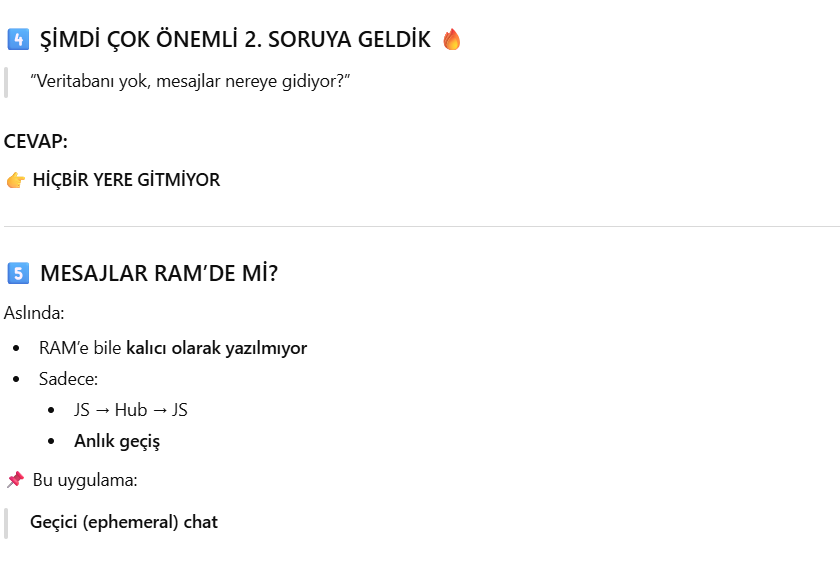 4️⃣ ŞİMDİ ÇOK ÖNEMLİ 2. SORUYA GELDİK 🔥
“Veritabanı yok, mesajlar nereye gidiyor?”
CEVAP:
👉 HİÇBİR YERE GİTMİYOR
5️⃣ MESAJLAR RAM’DE Mİ?
Aslında:
• RAM’e bile kalıcı olarak yazılmıyor
• Sadece:
• JS → Hub → JS
• Anlık geçiş
📌 Bu uygulama:
Geçici (ephemeral) chat